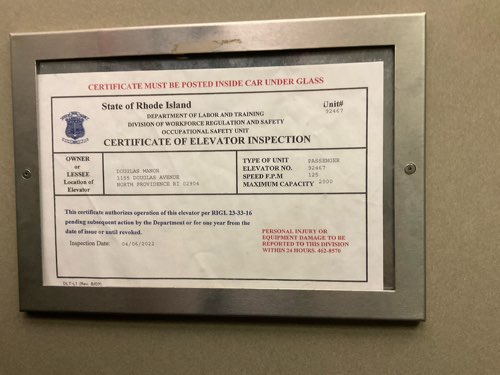 CERTIFICATE MUST BE POSTED INSIDE CAR UNDER GLASS
State of Rhode Island
Unit#
92467
DEPARTMENT OF LABOR AND TRAINING
DIVISION OF WORKFORCE REGULATION AND SAFETY
OCCUPATIONAL SAFETY UNIT
CERTIFICATE OF ELEVATOR INSPECTION
OWNER
or
LESSEE
Location of
Elevator
DOUGLAS MANOR
1155 DOUGLAS AVENUE
NORTH PROVIDENCE RI 02904
TYPE OF UNIT PASSENGER
ELEVATOR NO. 92467
SPEED F.P.M 125
MAXIMUM CAPACITY 2000
This certificate authorizes operation of this elevator per RIGL 23-33-16
pending subsequent action by the Department or for one year from the
date of issue or until revoked.
Inspection Date: 04/06/2022
PERSONAL INJURY OR
EQUIPMENT DAMAGE TO BE
REPORTED TO THIS DIVISION
WITHIN 24 HOURS. 462-8570